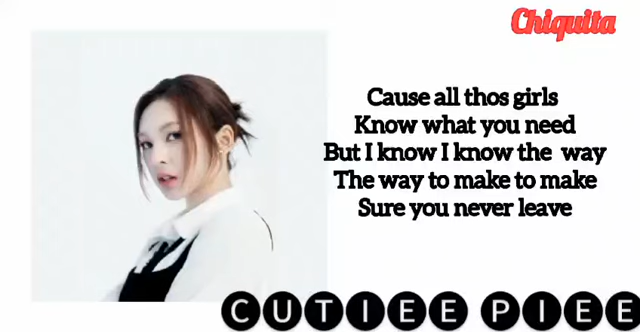 Chiquita
Cause all thos girls
Know what you need
But I know I know the way
The way to make to make
Sure you never leave
CUTIEE PIEE